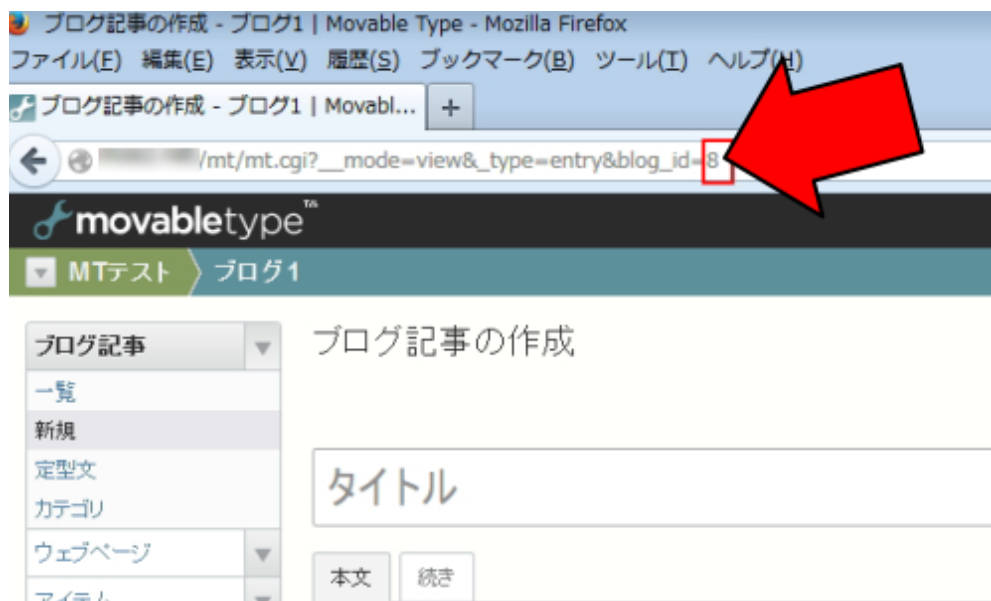 ブログ記事の作成 - ブログ1 | Movable Type - Mozilla Firefox
ファイル(F) 編集(E) 表示(V) 履歴(S) ブックマーク(B) ツール(T) ヘルプ(H)
ブログ記事の作成 - ブログ1 | Movabl... +
/mt/mt.cgi?__mode=view&_type=entry&blog_id=8
movabletype™
MTテスト ブログ1
ブログ記事
ブログ記事の作成
一覧
新規
定型文
タイトル
カテゴリ
ウェブページ
本文 続き
アイテム